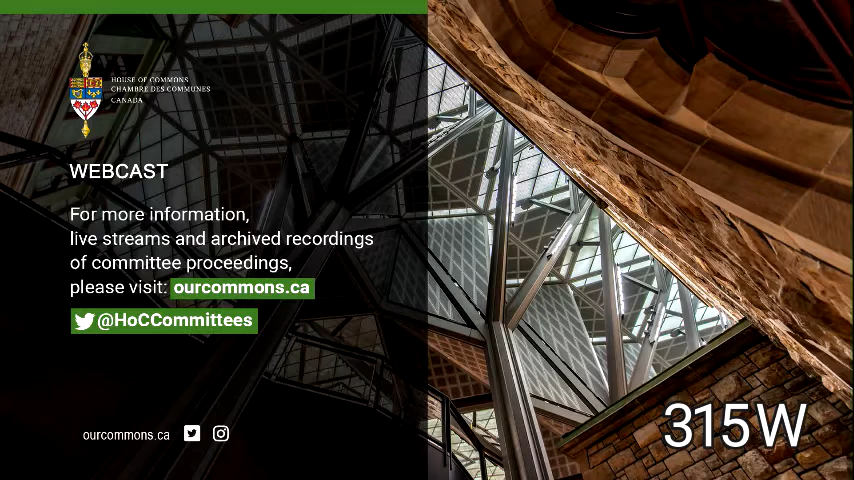 HOUSE OF COMMONS
CHAMBRE DES COMMUNES
CANADA
WEBCAST
For more information,
live streams and archived recordings
of committee proceedings,
please visit: ourcommons.ca
@HoCCommittees
ourcommons.ca
315W